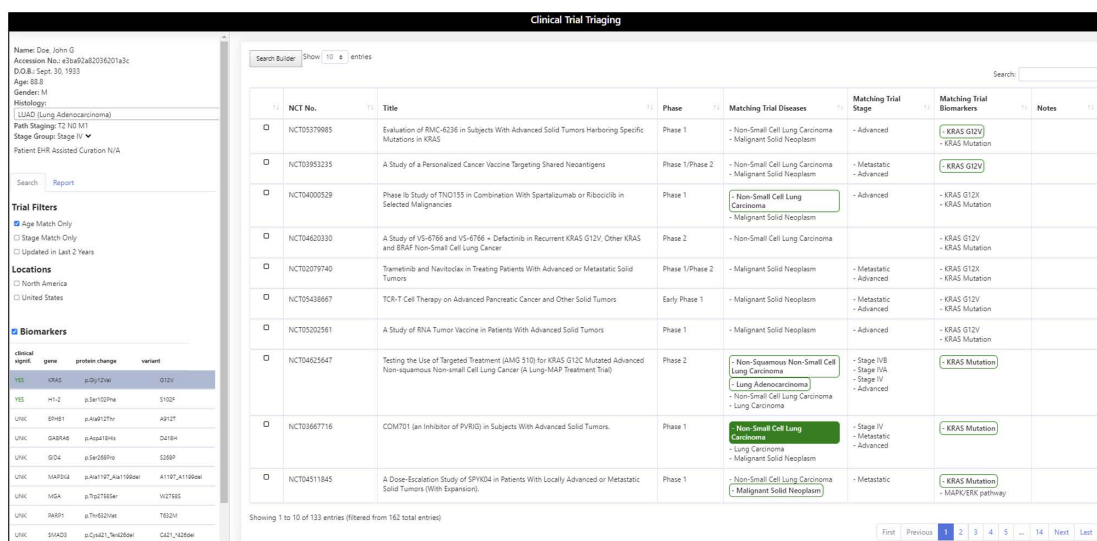 Clinical Trial Triaging
Name: Doe, John G
Accession No.: e3ba92a82036201a3c
D.O.B.: Sept. 30, 1933
Age: 88.8
Gender: M
Histology:
LUAD (Lung Adenocarcinoma)
Path Staging: T2 N0 M1
Stage Group: Stage IV
Patient EHR Assisted Curation N/A
Search Report
Trial Filters
Age Match Only
Stage Match Only
Updated in Last 2 Years
Locations
North America
United States
Biomarkers
clinical signif. gene protein change variant
YES KRAS p.Gly12Val G12V
YES H1-2 p.Ser102Phe S102F
UNK EPHB1 p.Ala912Thr A912T
UNK GABRA6 p.Asp418His D418H
UNK GID4 p.Ser268Pro S268P
UNK MAP3K4 p.Ala1197_Ala1199del A1197_A1199del
UNK MGA p.Trp2758Ser W2758S
UNK PARP1 p.Thr632Met T632M
UNK SMAD3 p.Cys421_Ter426del C421_*426del
Search Builder Show 10 entries
Search:
NCT No. Title Phase Matching Trial Diseases Matching Trial Stage Matching Trial Biomarkers Notes
NCT05379985 Evaluation of RMC-6236 in Subjects With Advanced Solid Tumors Harboring Specific Mutations in KRAS Phase 1 - Non-Small Cell Lung Carcinoma - Malignant Solid Neoplasm - Advanced - KRAS G12V - KRAS Mutation
NCT03953235 A Study of a Personalized Cancer Vaccine Targeting Shared Neoantigens Phase 1/Phase 2 - Non-Small Cell Lung Carcinoma - Malignant Solid Neoplasm - Metastatic - Advanced - KRAS G12V
NCT04000529 Phase Ib Study of TNO155 in Combination With Spartalizumab or Ribociclib in Selected Malignancies Phase 1 - Non-Small Cell Lung Carcinoma - Malignant Solid Neoplasm - Advanced - KRAS G12X - KRAS Mutation
NCT04620330 A Study of VS-6766 and VS-6766 + Defactinib in Recurrent KRAS G12V, Other KRAS and BRAF Non-Small Cell Lung Cancer Phase 2 - Non-Small Cell Lung Carcinoma - KRAS G12V - KRAS Mutation
NCT02079740 Trametinib and Navitoclax in Treating Patients With Advanced or Metastatic Solid Tumors Phase 1/Phase 2 - Malignant Solid Neoplasm - Metastatic - Advanced - KRAS G12X - KRAS Mutation
NCT05438667 TCR-T Cell Therapy on Advanced Pancreatic Cancer and Other Solid Tumors Early Phase 1 - Malignant Solid Neoplasm - Metastatic - Advanced - KRAS G12V - KRAS Mutation
NCT05202561 A Study of RNA Tumor Vaccine in Patients With Advanced Solid Tumors Phase 1 - Malignant Solid Neoplasm - Advanced - KRAS G12V - KRAS Mutation
NCT04625647 Testing the Use of Targeted Treatment (AMG 510) for KRAS G12C Mutated Advanced Non-squamous Non-small Cell Lung Cancer (A Lung-MAP Treatment Trial) Phase 2 - Non-Squamous Non-Small Cell Lung Carcinoma - Lung Adenocarcinoma - Non-Small Cell Lung Carcinoma - Lung Carcinoma - Stage IVB - Stage IVA - Stage IV - Advanced - KRAS Mutation
NCT03667716 COM701 (an Inhibitor of PVRIG) in Subjects With Advanced Solid Tumors. Phase 1 - Non-Small Cell Lung Carcinoma - Lung Carcinoma - Malignant Solid Neoplasm - Stage IV - Metastatic - Advanced - KRAS Mutation
NCT04511845 A Dose-Escalation Study of SPYK04 in Patients With Locally Advanced or Metastatic Solid Tumors (With Expansion). Phase 1 - Non-Small Cell Lung Carcinoma - Malignant Solid Neoplasm - Metastatic - KRAS Mutation - MAPK/ERK pathway
Showing 1 to 10 of 133 entries (filtered from 162 total entries)
First Previous 1 2 3 4 5 ... 14 Next Last